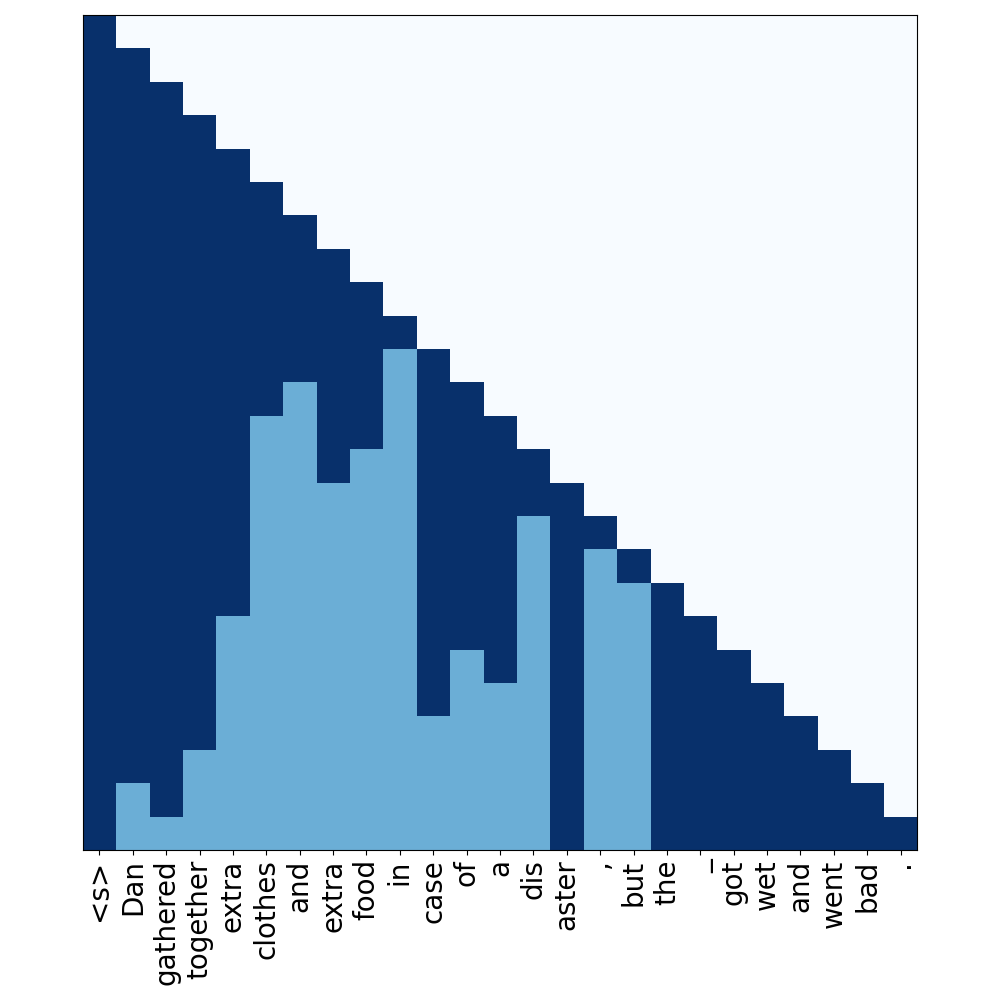 <s> Dan gathered together extra clothes and extra food in case of a dis aster , but the _ got wet and went bad .